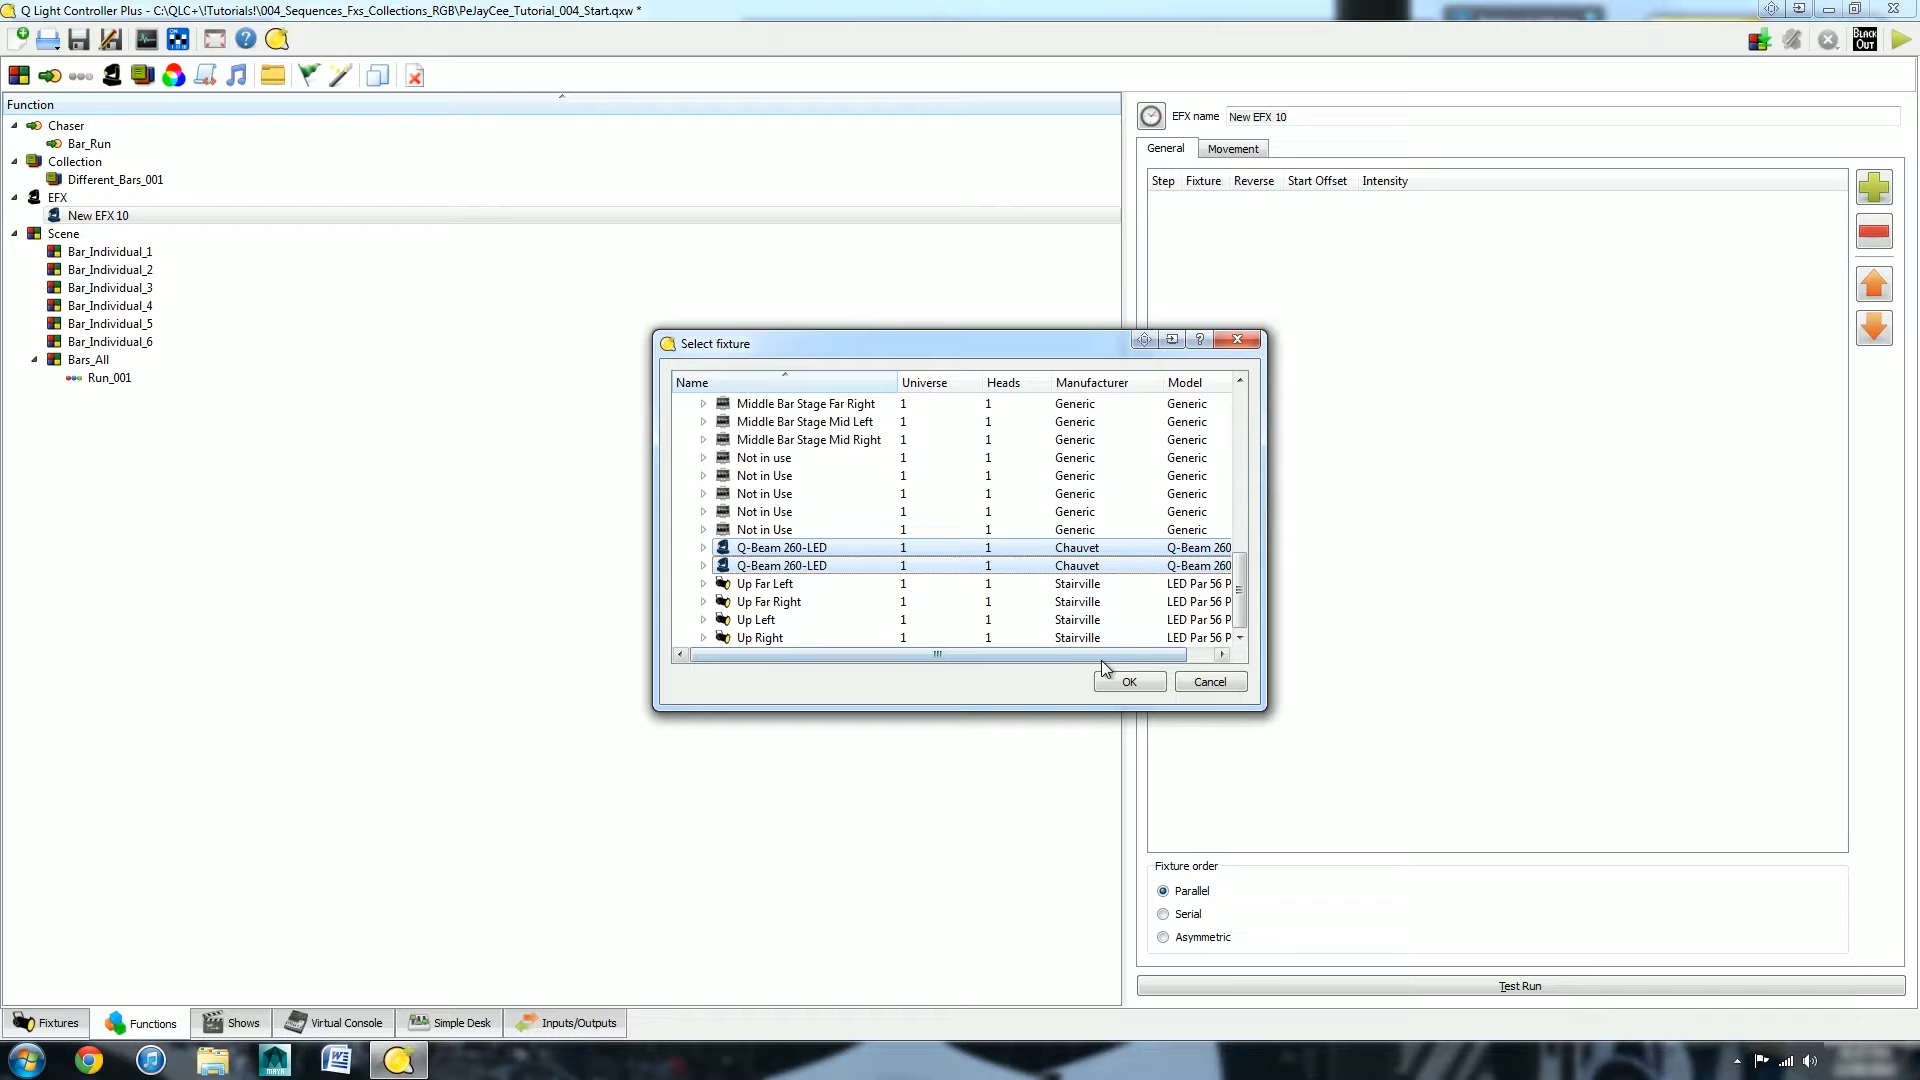 Q Light Controller Plus - C:\QLC+\!Tutorials!\004_Sequences_Fxs_Collections_RGB\PeJayCee_Tutorial_004_Start.qxw *
BLACK OUT
Function
Chaser
Bar_Run
Collection
Different_Bars_001
EFX
New EFX 10
Scene
Bar_Individual_1
Bar_Individual_2
Bar_Individual_3
Bar_Individual_4
Bar_Individual_5
Bar_Individual_6
Bars_All
Run_001
EFX name New EFX 10
General Movement
Step Fixture Reverse Start Offset Intensity
Select fixture
Name Universe Heads Manufacturer Model
Middle Bar Stage Far Right 1 1 Generic Generic
Middle Bar Stage Mid Left 1 1 Generic Generic
Middle Bar Stage Mid Right 1 1 Generic Generic
Not in use 1 1 Generic Generic
Not in Use 1 1 Generic Generic
Not in Use 1 1 Generic Generic
Not in Use 1 1 Generic Generic
Not in Use 1 1 Generic Generic
Q-Beam 260-LED 1 1 Chauvet Q-Beam 260
Q-Beam 260-LED 1 1 Chauvet Q-Beam 260
Up Far Left 1 1 Stairville LED Par 56 P
Up Far Right 1 1 Stairville LED Par 56 P
Up Left 1 1 Stairville LED Par 56 P
Up Right 1 1 Stairville LED Par 56 P
OK Cancel
Fixture order
Parallel
Serial
Asymmetric
Test Run
Fixtures Functions Shows Virtual Console Simple Desk Inputs/Outputs
MAYA